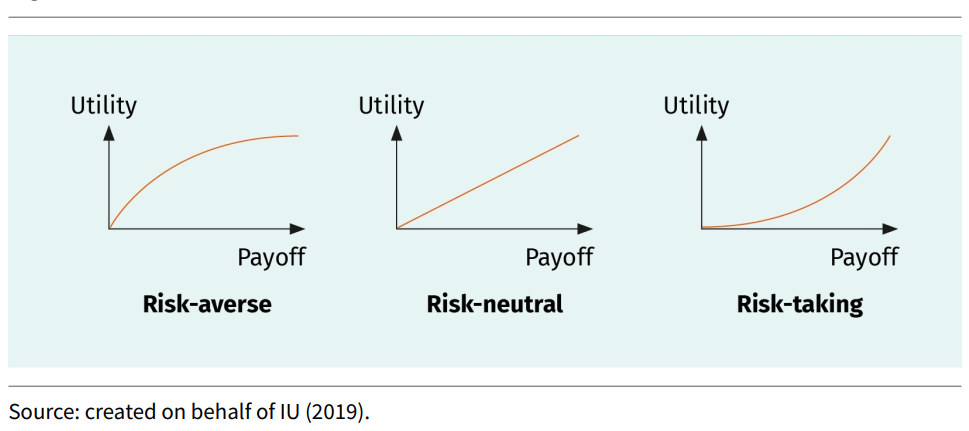 Utility Utility Utility
Payoff Payoff Payoff
Risk-averse Risk-neutral Risk-taking
Source: created on behalf of IU (2019).